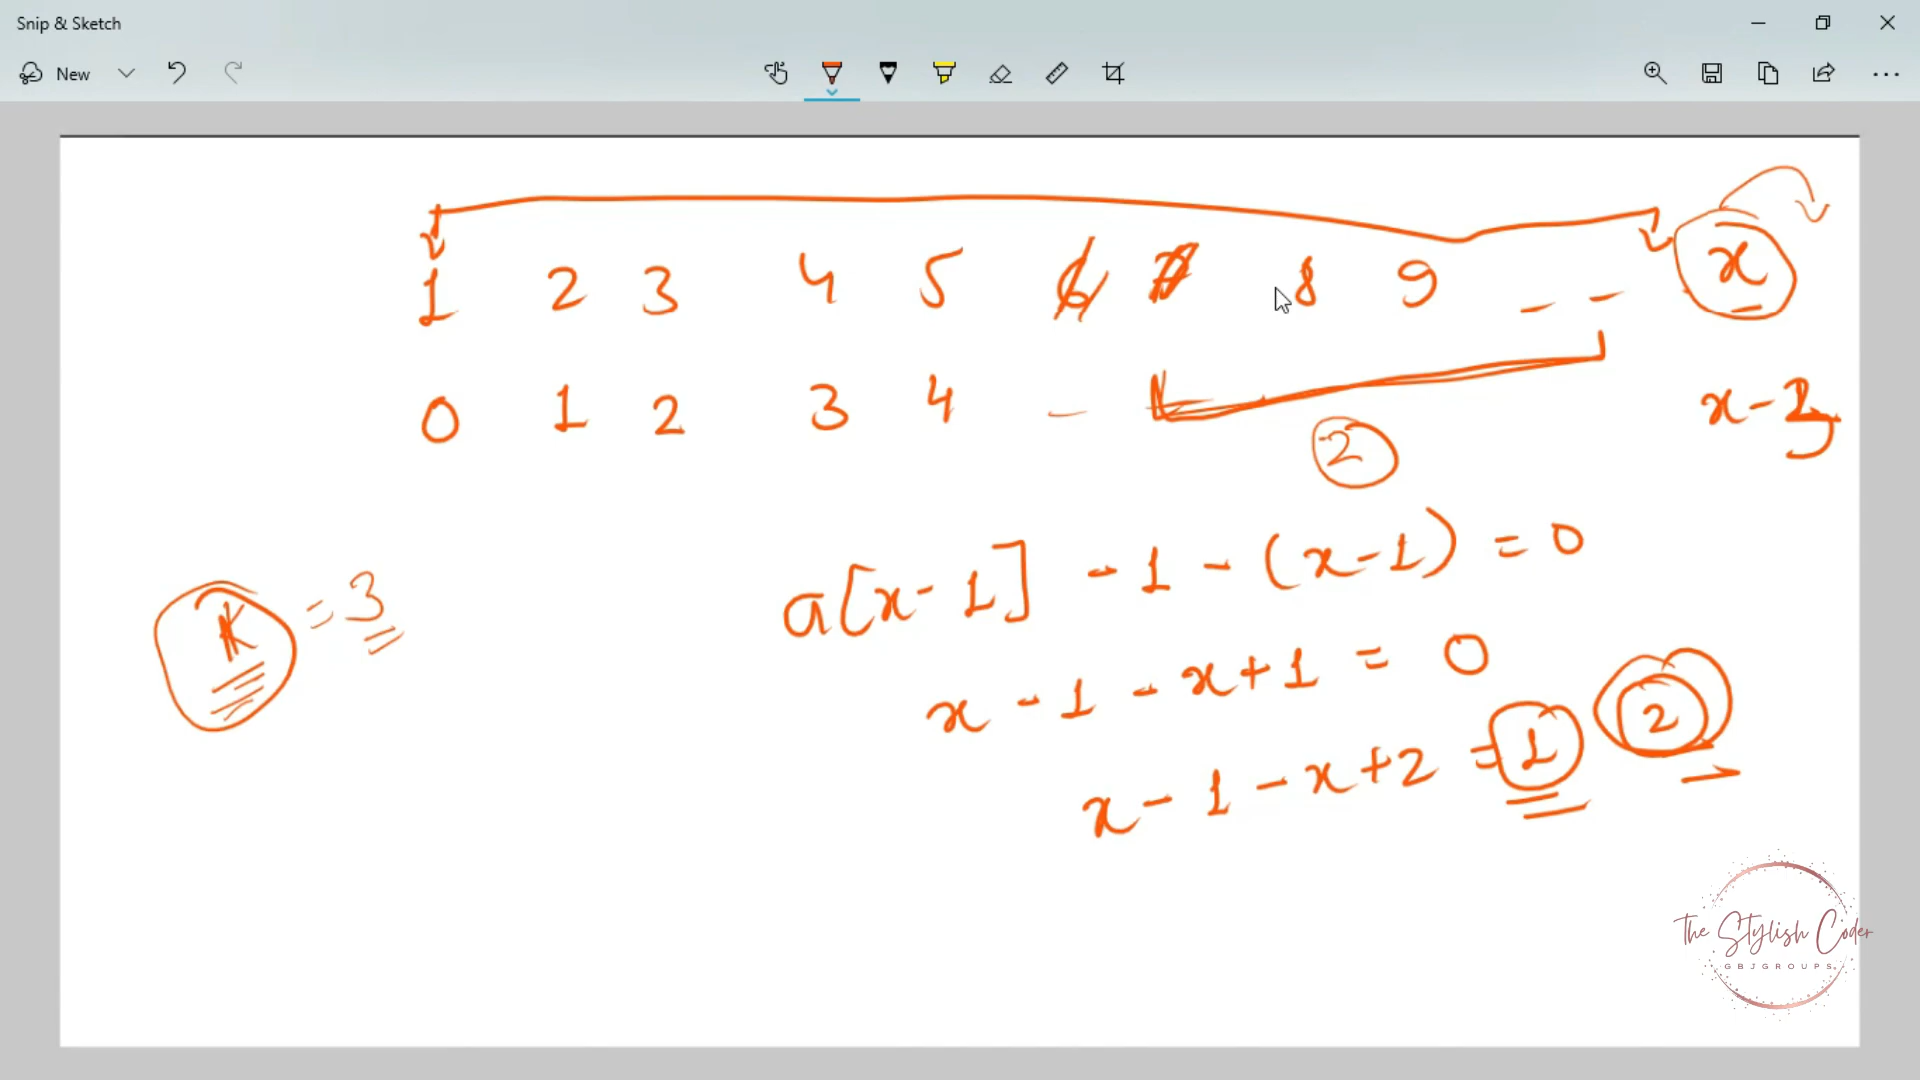 Snip & Sketch
New
1 2 3 4 5 6 7 8 9 - - x
0 1 2 3 4 - x-2
2
a[x-1] -1-(x-1) = 0
K = 3
x-1-x+1 = 0
2
x-1-x+2 = 1
The Stylish Coder
GBJGROUPS